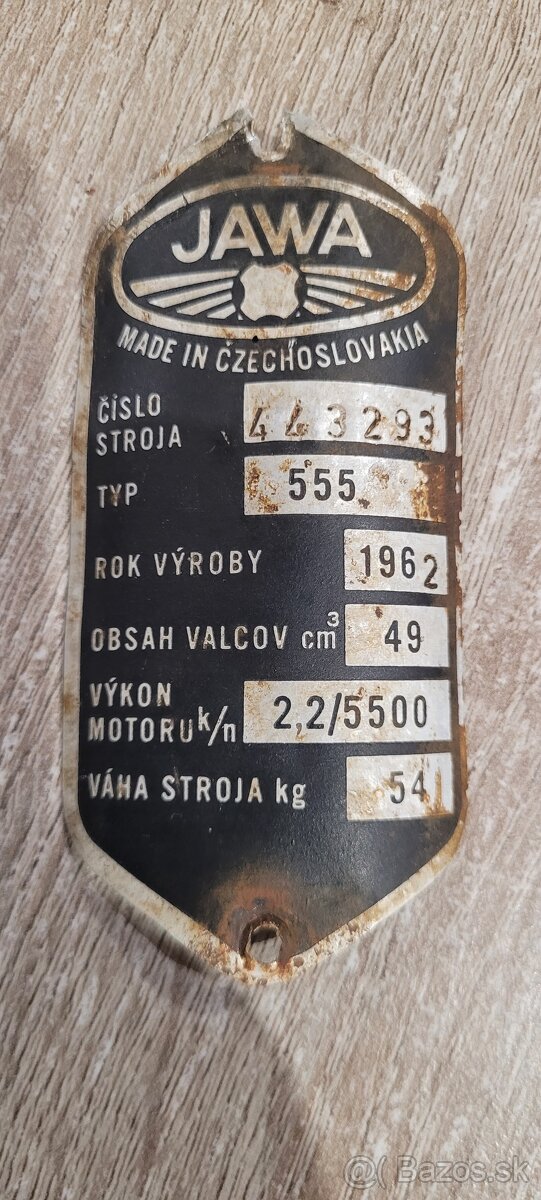 JAWA
MADE IN CZECHOSLOVAKIA
ČÍSLO STROJA 443293
TYP 555
ROK VÝROBY 1962
OBSAH VALCOV cm³ 49
VÝKON MOTORU k/n 2,2/5500
VÁHA STROJA kg 54
@ Bazos.sk